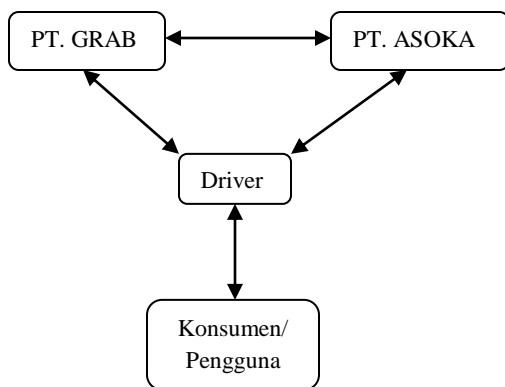 PT. GRAB
PT. ASOKA
Driver
Konsumen/
Pengguna